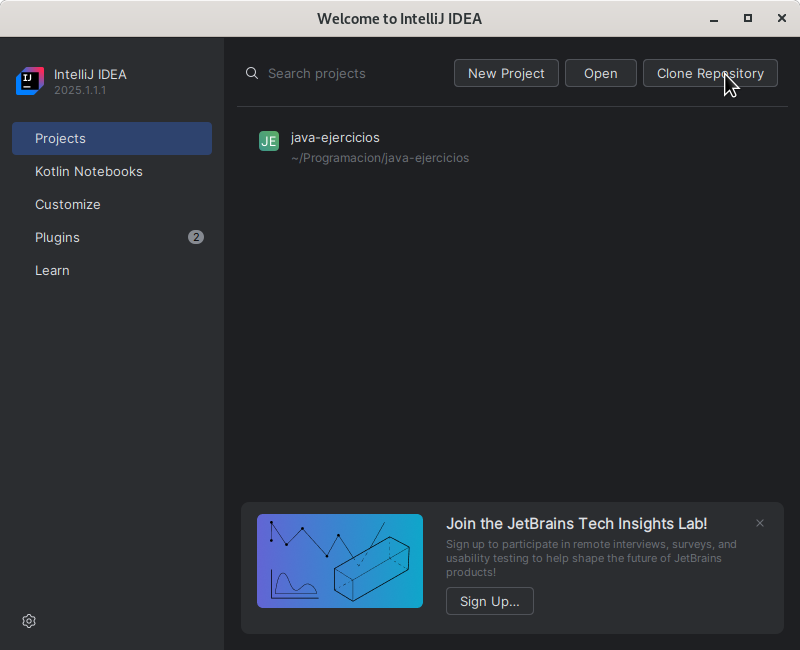 Welcome to IntelliJ IDEA
IJ
IntelliJ IDEA
2025.1.1.1
Projects
Kotlin Notebooks
Customize
Plugins 2
Learn
Search projects
New Project
Open
Clone Repository
JE
java-ejercicios
~/Programacion/java-ejercicios
Join the JetBrains Tech Insights Lab!
Sign up to participate in remote interviews, surveys, and
usability testing to help shape the future of JetBrains
products!
Sign Up...